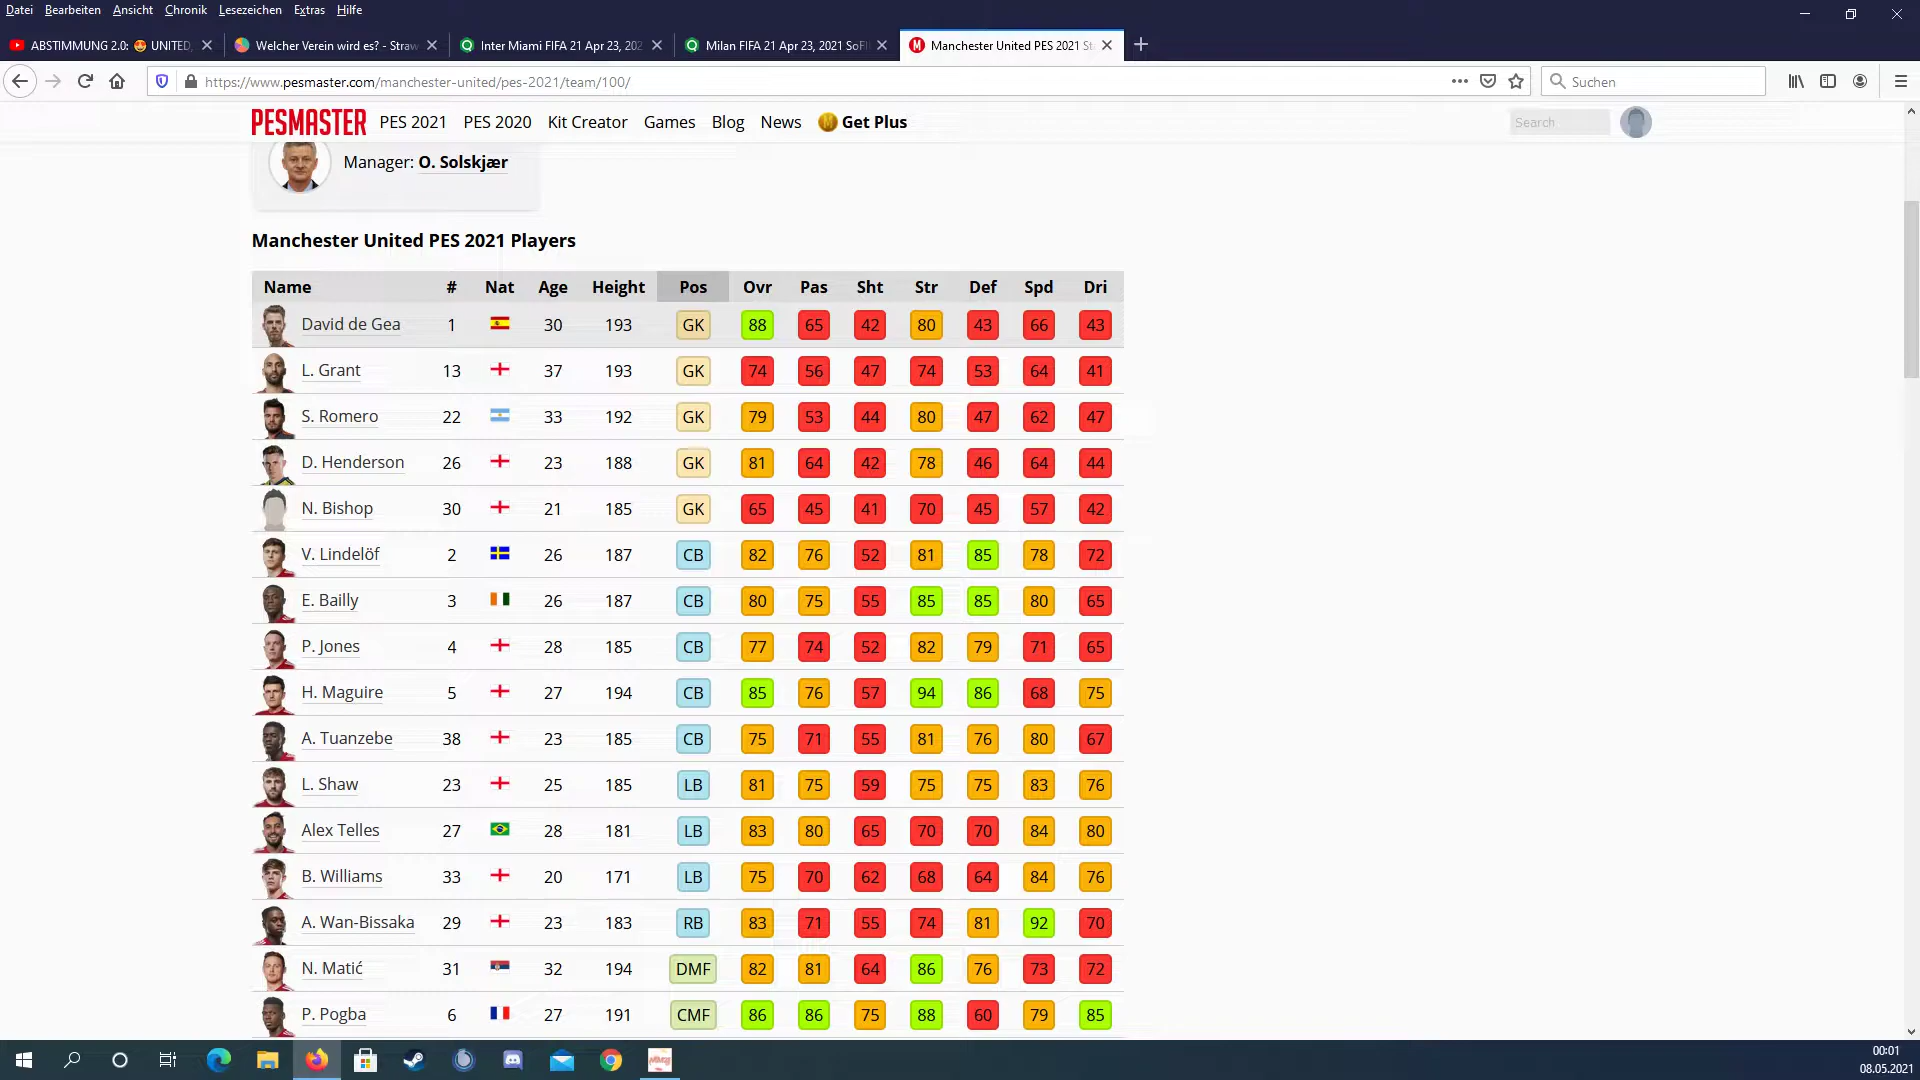 Datei Bearbeiten Ansicht Chronik Lesezeichen Extras Hilfe
ABSTIMMUNG 2.0: 😍 UNITED, Welcher Verein wird es? - Straw Inter Miami FIFA 21 Apr 23, 202 Milan FIFA 21 Apr 23, 2021 SoFI Manchester United PES 2021 St
https://www.pesmaster.com/manchester-united/pes-2021/team/100/ Suchen
PESMASTER PES 2021 PES 2020 Kit Creator Games Blog News Get Plus Search
Manager: O. Solskjær
Manchester United PES 2021 Players
Name # Nat Age Height Pos Ovr Pas Sht Str Def Spd Dri
David de Gea 1 30 193 GK 88 65 42 80 43 66 43
L. Grant 13 37 193 GK 74 56 47 74 53 64 41
S. Romero 22 33 192 GK 79 53 44 80 47 62 47
D. Henderson 26 23 188 GK 81 64 42 78 46 64 44
N. Bishop 30 21 185 GK 65 45 41 70 45 57 42
V. Lindelöf 2 26 187 CB 82 76 52 81 85 78 72
E. Bailly 3 26 187 CB 80 75 55 85 85 80 65
P. Jones 4 28 185 CB 77 74 52 82 79 71 65
H. Maguire 5 27 194 CB 85 76 57 94 86 68 75
A. Tuanzebe 38 23 185 CB 75 71 55 81 76 80 67
L. Shaw 23 25 185 LB 81 75 59 75 75 83 76
Alex Telles 27 28 181 LB 83 80 65 70 70 84 80
B. Williams 33 20 171 LB 75 70 62 68 64 84 76
A. Wan-Bissaka 29 23 183 RB 83 71 55 74 81 92 70
N. Matić 31 32 194 DMF 82 81 64 86 76 73 72
P. Pogba 6 27 191 CMF 86 86 75 88 60 79 85
00:01
08.05.2021